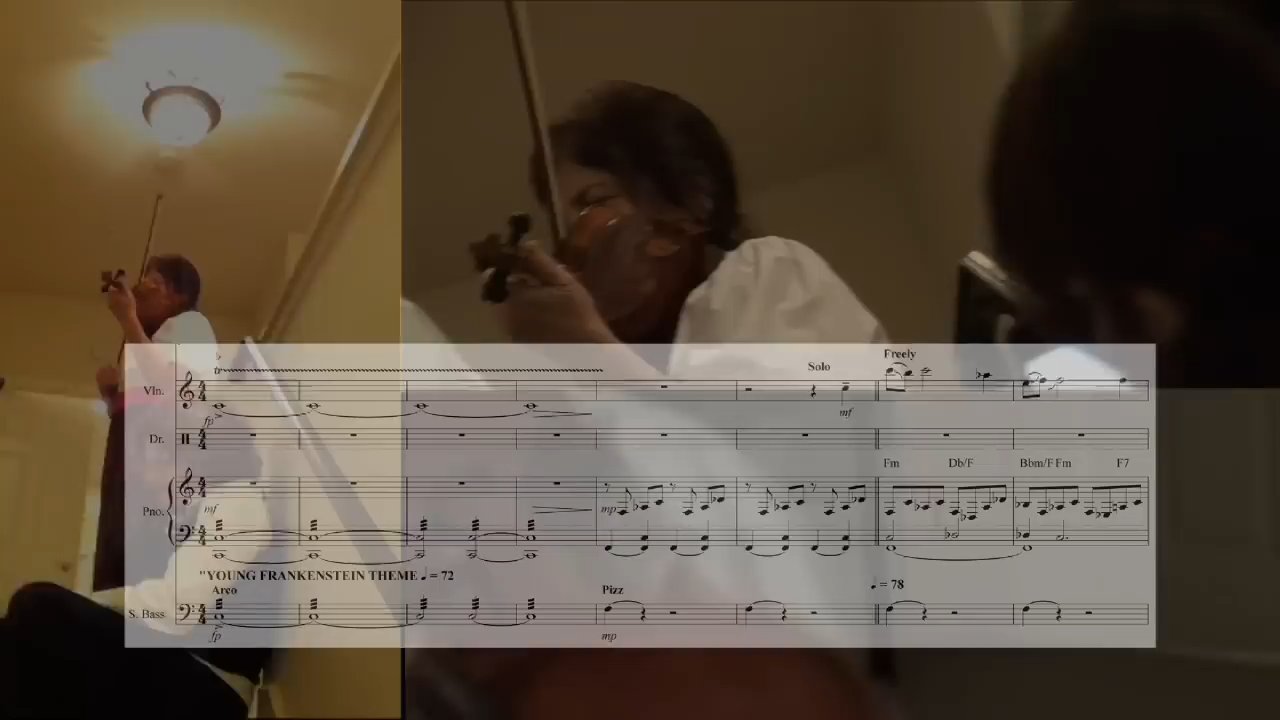 Freely
tr
Solo
Vln.
fp
mf
Dr.
Fm Db/F Bbm/F Fm F7
mf
mp
Pno.
"YOUNG FRANKENSTEIN THEME ♩ = 72
♩ = 78
Arco
Pizz
S. Bass
fp
mp